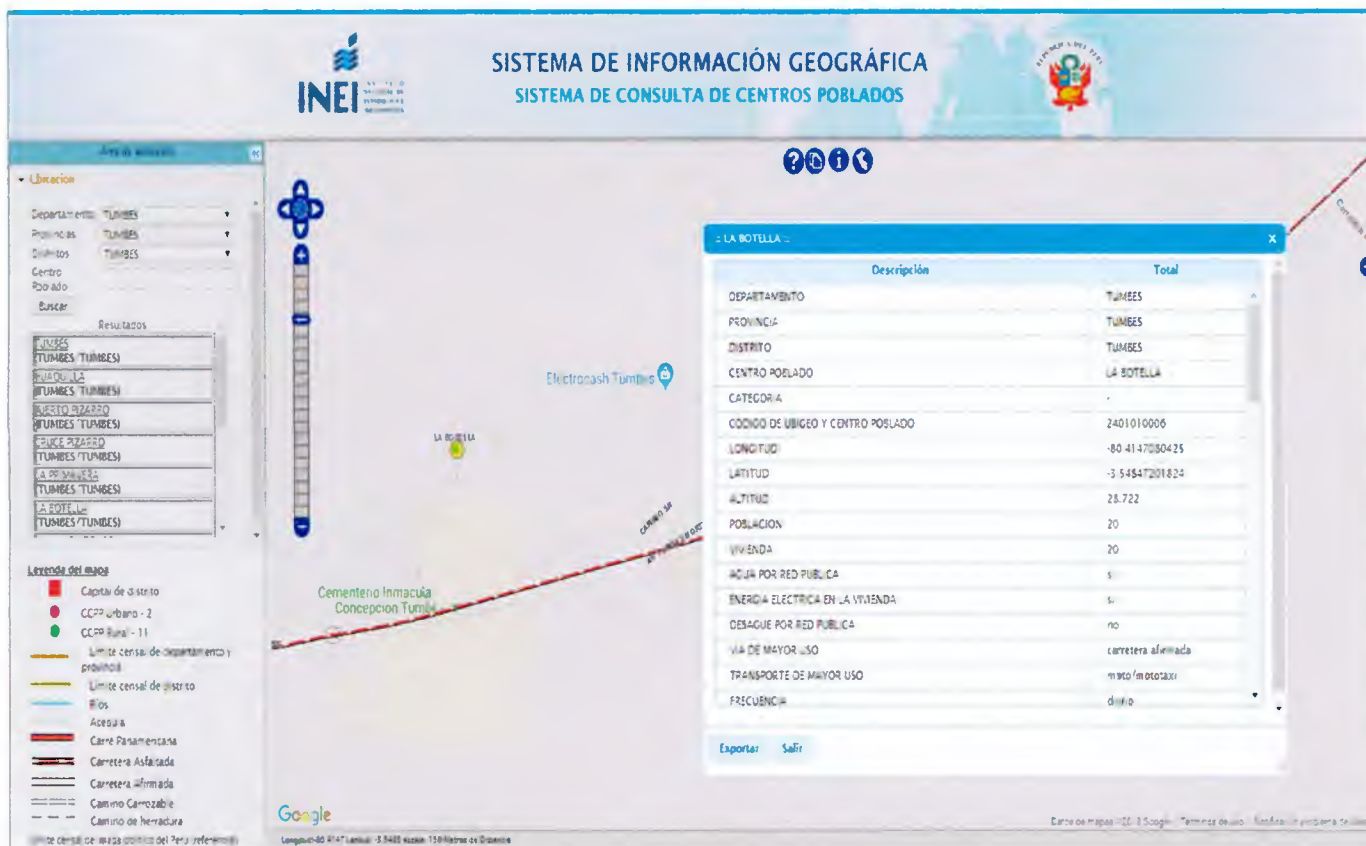 INEI
SISTEMA DE INFORMACIÓN GEOGRÁFICA
SISTEMA DE CONSULTA DE CENTROS POBLADOS
Ubicacion
Departamento TUMBES
Provincias TUMBES
Distritos TUMBES
Centro
Poblado
Buscar
Resultados
TUMBES
(TUMBES/TUMBES)
(TUMBES/TUMBES)
PUERTO PIZARRO
(TUMBES/TUMBES)
CRUCE PIZARRO
(TUMBES/TUMBES)
LA PRIMAVERA
(TUMBES/TUMBES)
LA BOTELLA
(TUMBES/TUMBES)
Leyenda del mapa
Capital de distrito
CCPP Urbano - 2
CCPP Rural - 11
Limite censal de departamento y
provincia
Limite censal de distrito
Rios
Acequia
Carre Panamericana
Carretera Asfaltada
Carretera Afirmada
Camino Carrozable
Camino de herradura
LA BOTELLA
Electrocash Tumbes
Cementerio Inmacula
Concepcion Tumbe
Google
:: LA BOTELLA ::
X
Descripción Total
DEPARTAMENTO TUMBES
PROVINCIA TUMBES
DISTRITO TUMBES
CENTRO POBLADO LA BOTELLA
CATEGORIA -
CODIGO DE UBIGEO Y CENTRO POBLADO 2401010006
LONGITUD -80.4147080425
LATITUD -3.54847201824
ALTITUD 28.722
POBLACION 20
VIVIENDA 20
AGUA POR RED PUBLICA si
ENERGIA ELECTRICA EN LA VIVIENDA si
DESAGUE POR RED PUBLICA no
VIA DE MAYOR USO carretera afirmada
TRANSPORTE DE MAYOR USO moto/mototaxi
FRECUENCIA diario
Exportar Salir